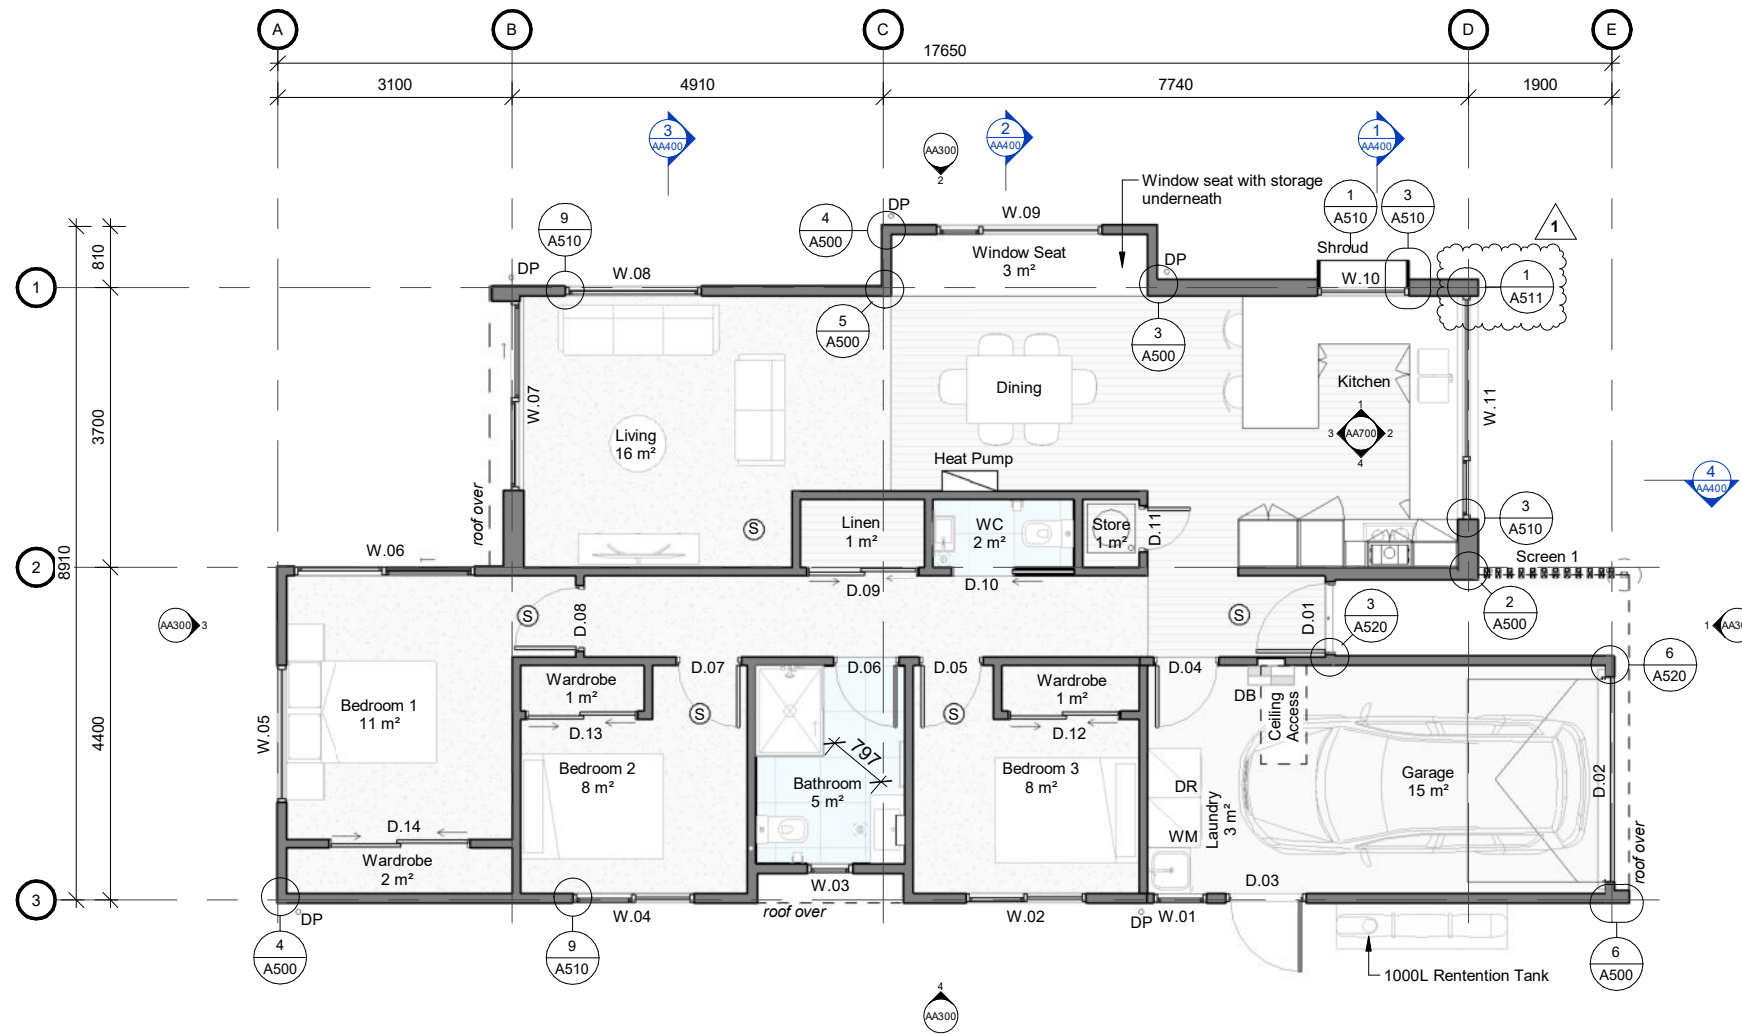 A
B
C
D
E
17650
3100
4910
7740
1900
3
AA400
2
AA400
1
AA400
AA300
2
Window seat with storage
underneath
1
A510
3
A510
9
A510
4
A500
DP
W.09
Window Seat
3 m²
DP
Shroud
1
810
1
DP
W.08
W.10
1
A511
5
A500
3
A500
3700
8910
W.07
Living
16 m²
Dining
Kitchen
1
3
AA700
2
4
W.11
Heat Pump
4
AA400
roof over
S
Linen
1 m²
WC
2 m²
Store
1 m²
D.11
3
A510
2
W.06
D.09
D.10
Screen 1
AA300
3
S
D.08
S
D.01
3
A520
2
A500
1
AA30
D.07
D.06
D.05
D.04
6
A520
Wardrobe
1 m²
Wardrobe
1 m²
DB
Ceiling
Access
4400
W.05
Bedroom 1
11 m²
S
S
D.13
D.12
797
Bedroom 2
8 m²
Bathroom
5 m²
Bedroom 3
8 m²
DR
WM
Laundry
3 m²
Garage
15 m²
D.02
D.14
Wardrobe
2 m²
roof over
3
W.03
D.03
DP
W.04
roof over
W.02
DP
W.01
4
A500
9
A510
1000L Rentention Tank
6
A500
4
AA300